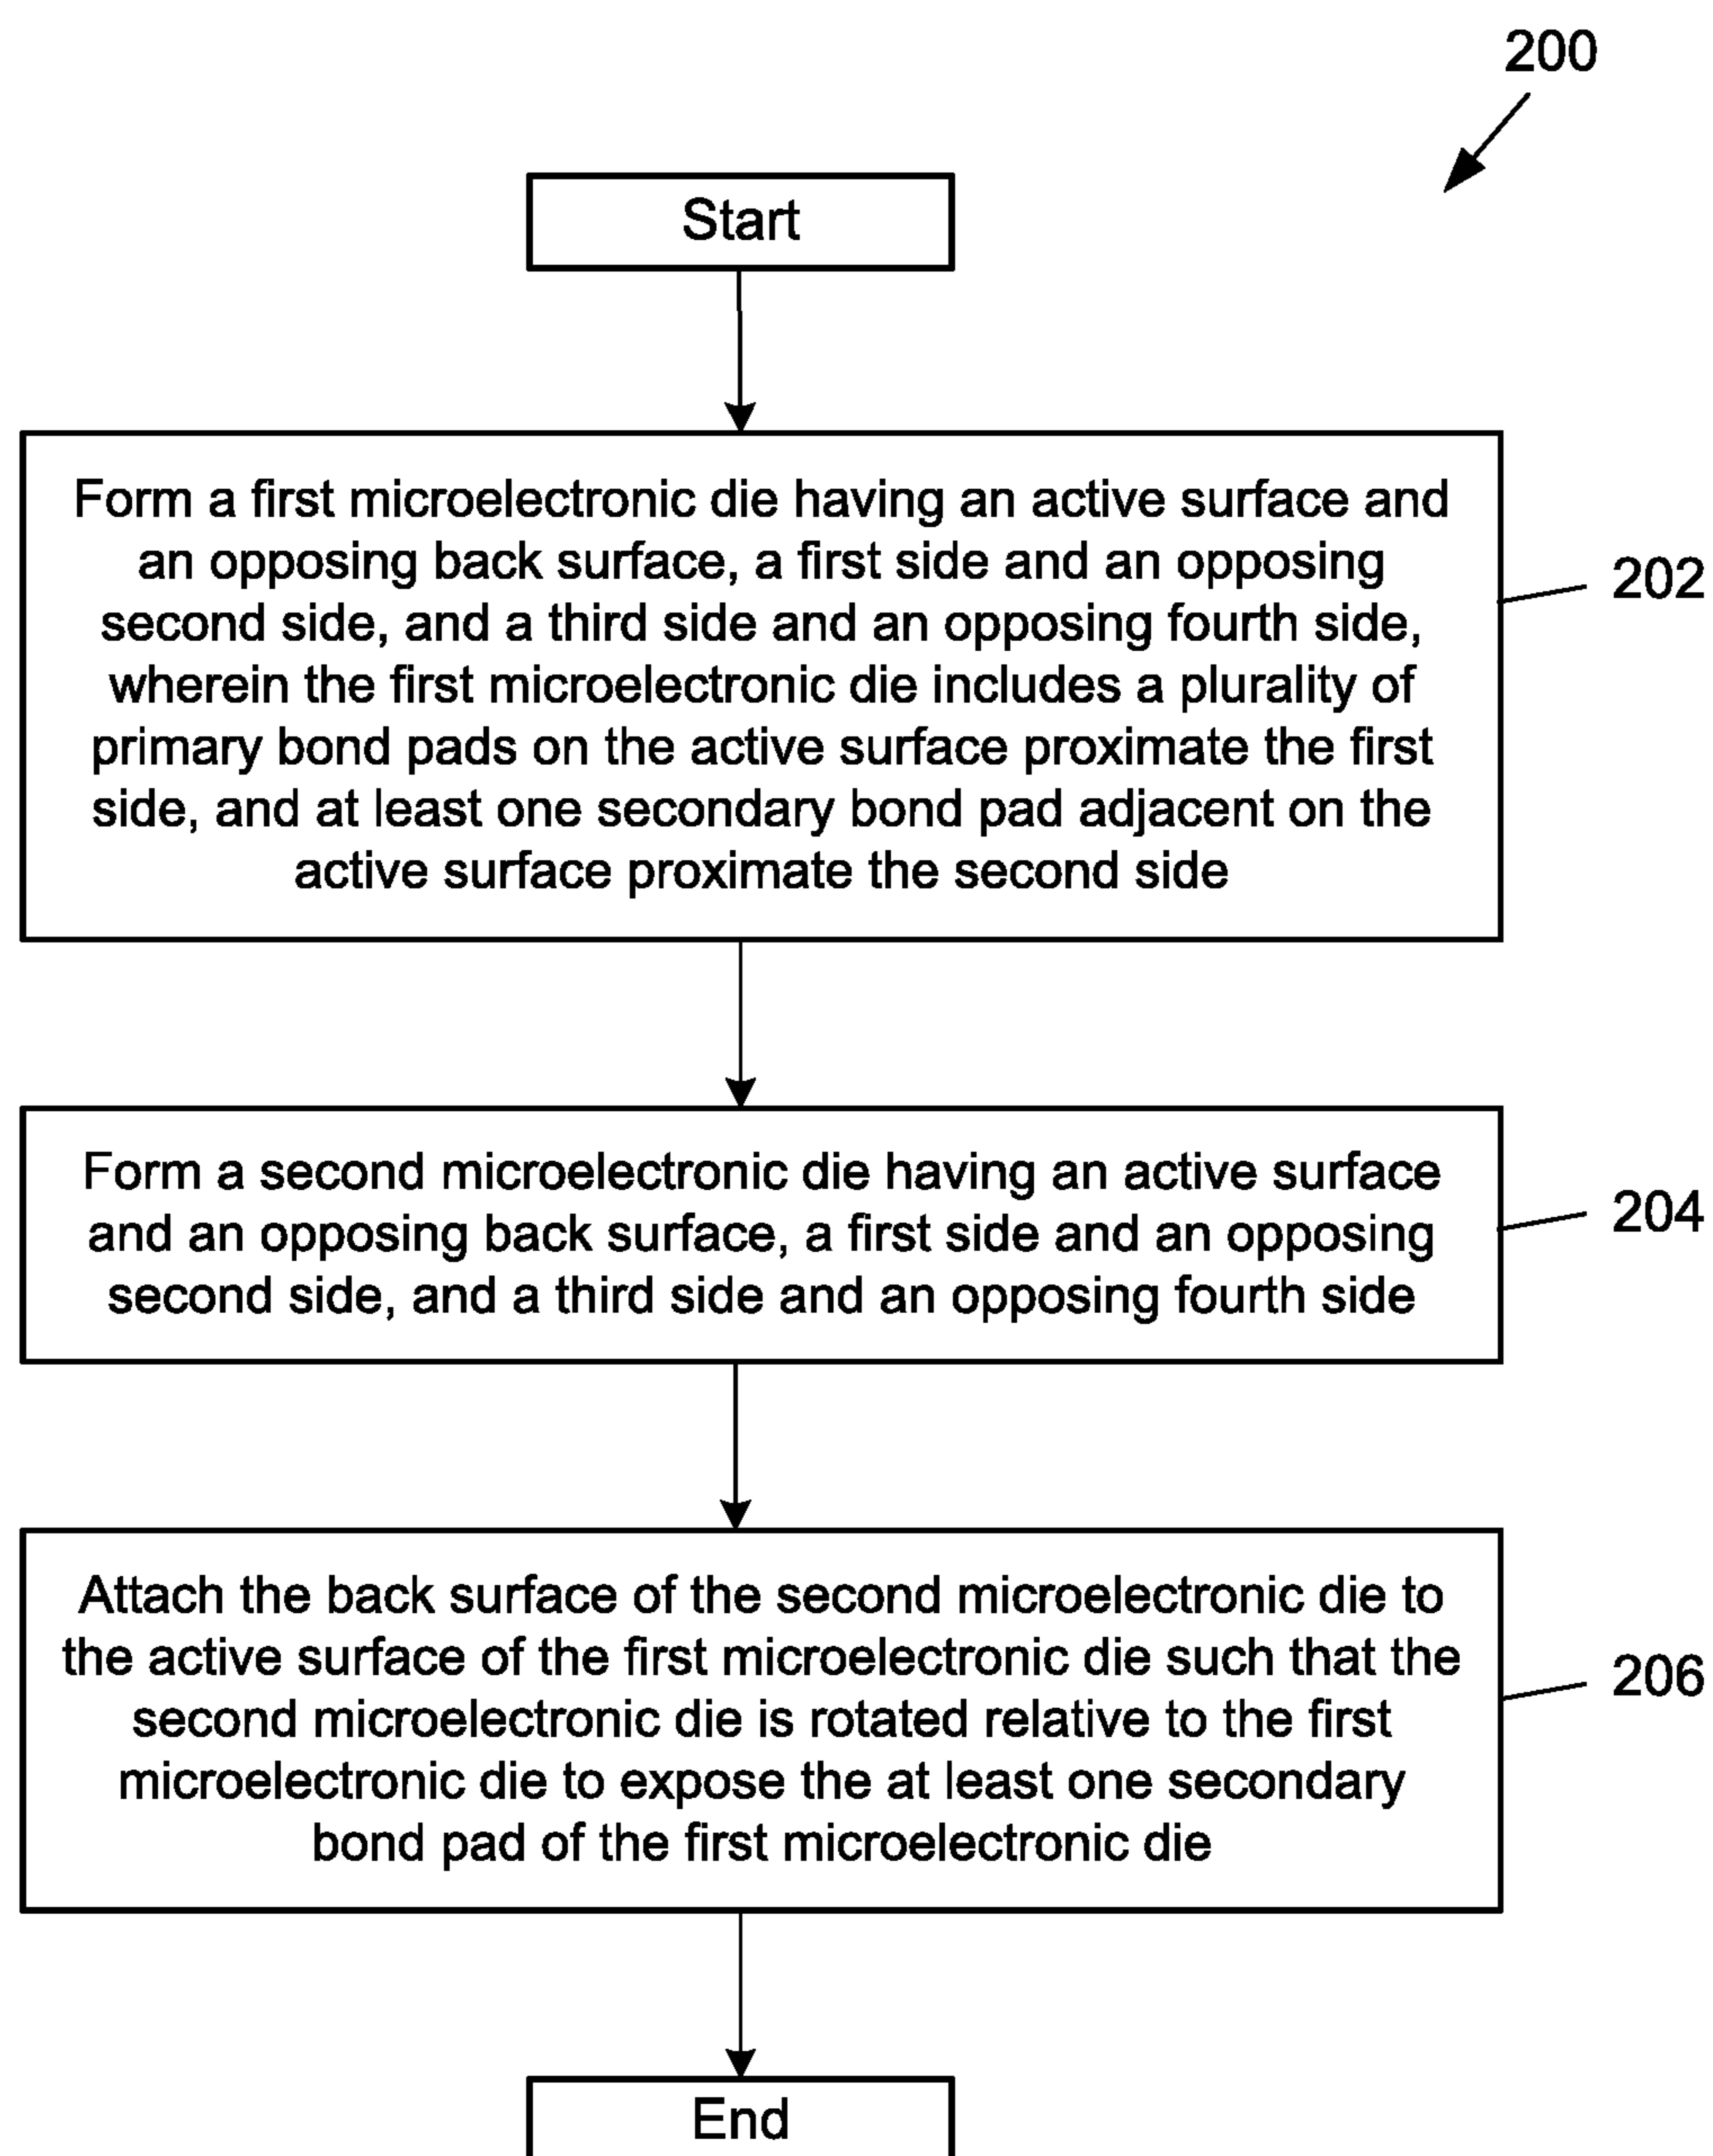 200
Start
Form a first microelectronic die having an active surface and
an opposing back surface, a first side and an opposing
second side, and a third side and an opposing fourth side,
wherein the first microelectronic die includes a plurality of
primary bond pads on the active surface proximate the first
side, and at least one secondary bond pad adjacent on the
active surface proximate the second side
202
Form a second microelectronic die having an active surface
and an opposing back surface, a first side and an opposing
second side, and a third side and an opposing fourth side
204
Attach the back surface of the second microelectronic die to
the active surface of the first microelectronic die such that the
second microelectronic die is rotated relative to the first
microelectronic die to expose the at least one secondary
bond pad of the first microelectronic die
206
End